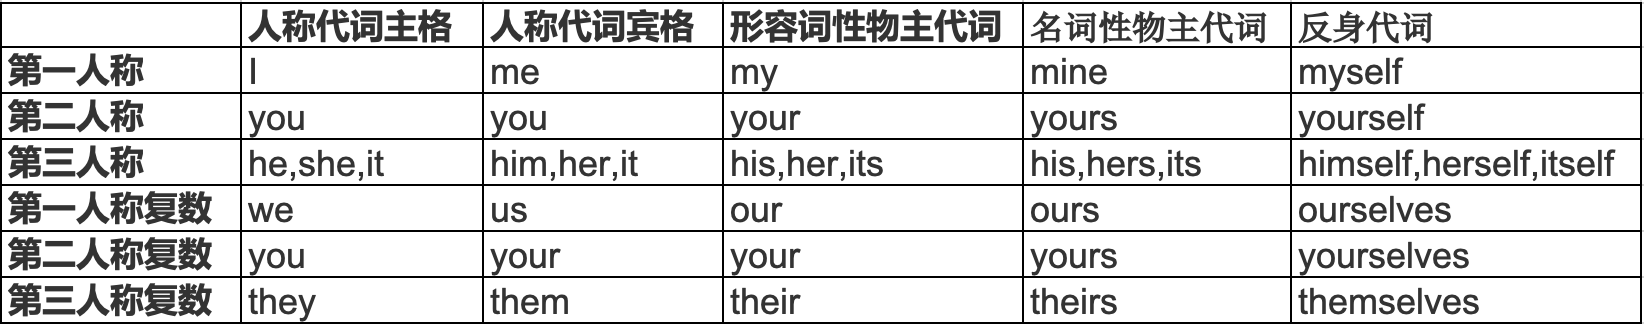 人称代词主格 人称代词宾格 形容词性物主代词 名词性物主代词 反身代词
第一人称 I me my mine myself
第二人称 you you your yours yourself
第三人称 he,she,it him,her,it his,her,its his,hers,its himself,herself,itself
第一人称复数 we us our ours ourselves
第二人称复数 you your your yours yourselves
第三人称复数 they them their theirs themselves